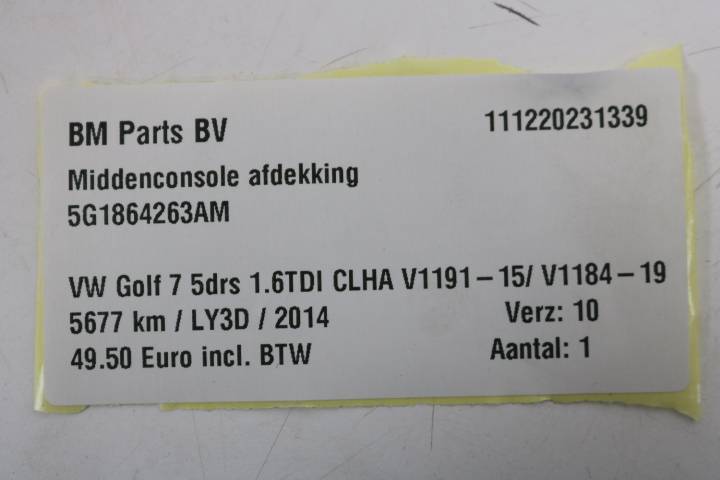 BM Parts BV 111220231339
Middenconsole afdekking
5G1864263AM
VW Golf 7 5drs 1.6TDI CLHA V1191-15/ V1184-19
5677 km / LY3D / 2014 Verz: 10
49.50 Euro incl. BTW Aantal: 1